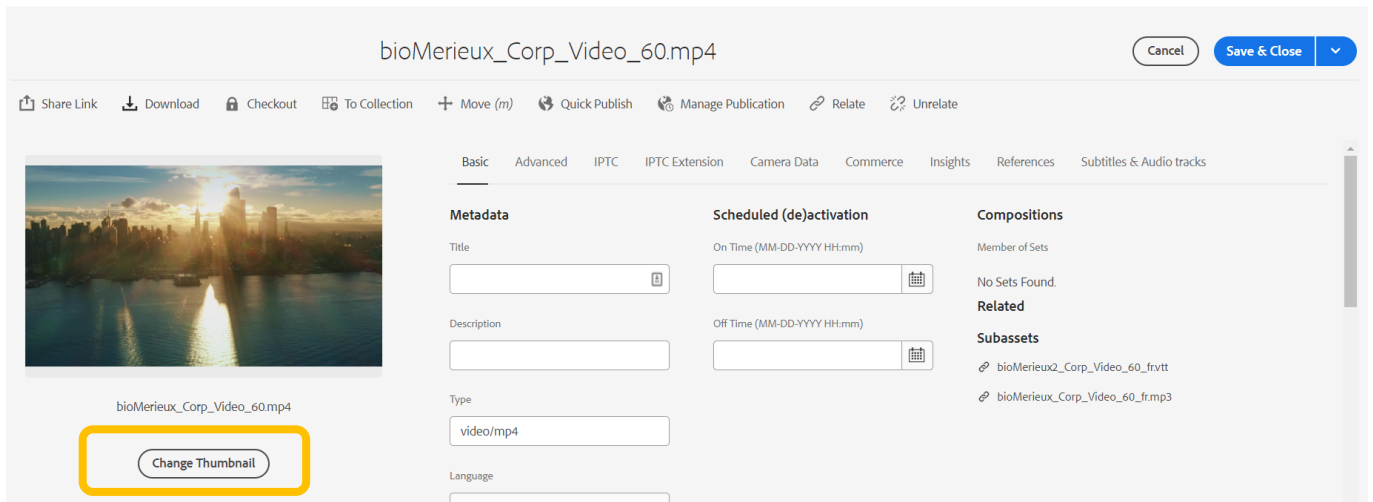 bioMerieux_Corp_Video_60.mp4
Cancel
Save & Close
Share Link Download Checkout To Collection Move (m) Quick Publish Manage Publication Relate Unrelate
Basic Advanced IPTC IPTC Extension Camera Data Commerce Insights References Subtitles & Audio tracks
bioMerieux_Corp_Video_60.mp4
Change Thumbnail
Metadata
Title
Description
Type
video/mp4
Language
Scheduled (de)activation
On Time (MM-DD-YYYY HH:mm)
Off Time (MM-DD-YYYY HH:mm)
Compositions
Member of Sets
No Sets Found.
Related
Subassets
bioMerieux2_Corp_Video_60_fr.vtt
bioMerieux_Corp_Video_60_fr.mp3